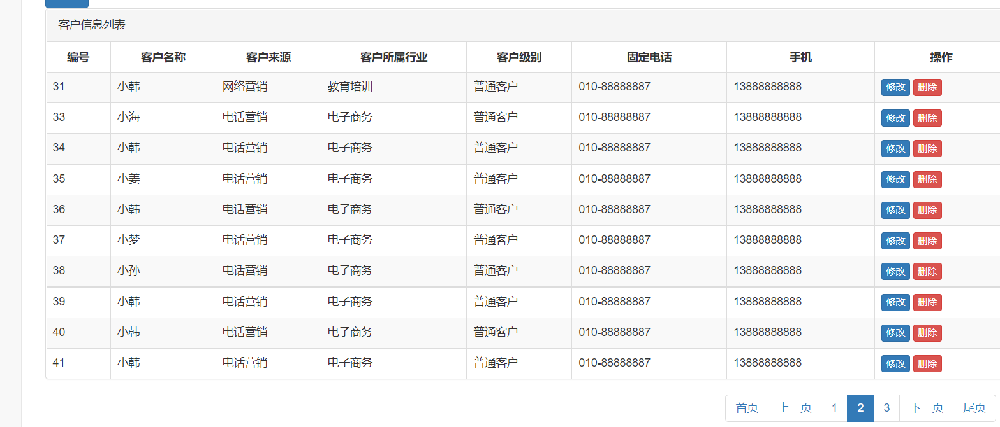 客户信息列表
编号 客户名称 客户来源 客户所属行业 客户级别 固定电话 手机 操作
31 小韩 网络营销 教育培训 普通客户 010-88888887 13888888888 修改 删除
33 小海 电话营销 电子商务 普通客户 010-88888887 13888888888 修改 删除
34 小韩 电话营销 电子商务 普通客户 010-88888887 13888888888 修改 删除
35 小姜 电话营销 电子商务 普通客户 010-88888887 13888888888 修改 删除
36 小韩 电话营销 电子商务 普通客户 010-88888887 13888888888 修改 删除
37 小梦 电话营销 电子商务 普通客户 010-88888887 13888888888 修改 删除
38 小孙 电话营销 电子商务 普通客户 010-88888887 13888888888 修改 删除
39 小韩 电话营销 电子商务 普通客户 010-88888887 13888888888 修改 删除
40 小韩 电话营销 电子商务 普通客户 010-88888887 13888888888 修改 删除
41 小韩 电话营销 电子商务 普通客户 010-88888887 13888888888 修改 删除
首页 上一页 1 2 3 下一页 尾页